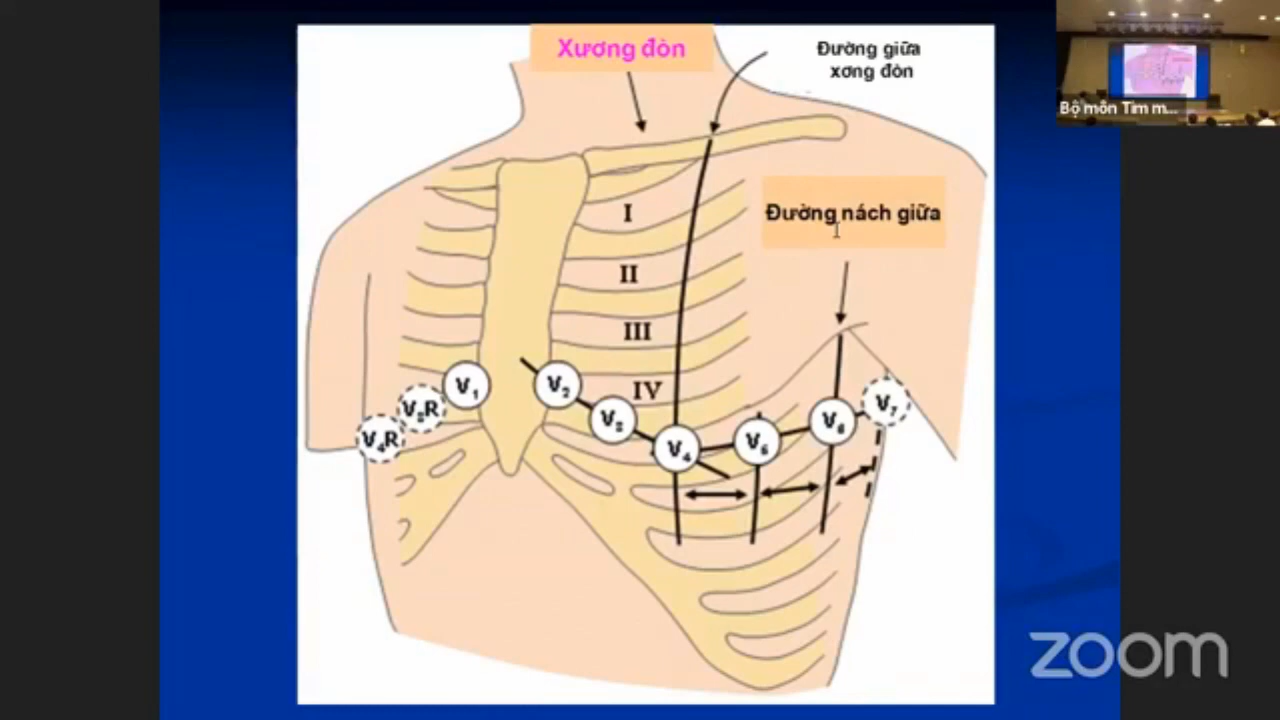 Xương đòn
Đường giữa
xơng đòn
Bộ môn Tim m...
I
Đường nách giữa
II
III
IV
V₁
V₂
V₃
V₄
V₅
V₆
V₇
V₃R
V₄R
zoom